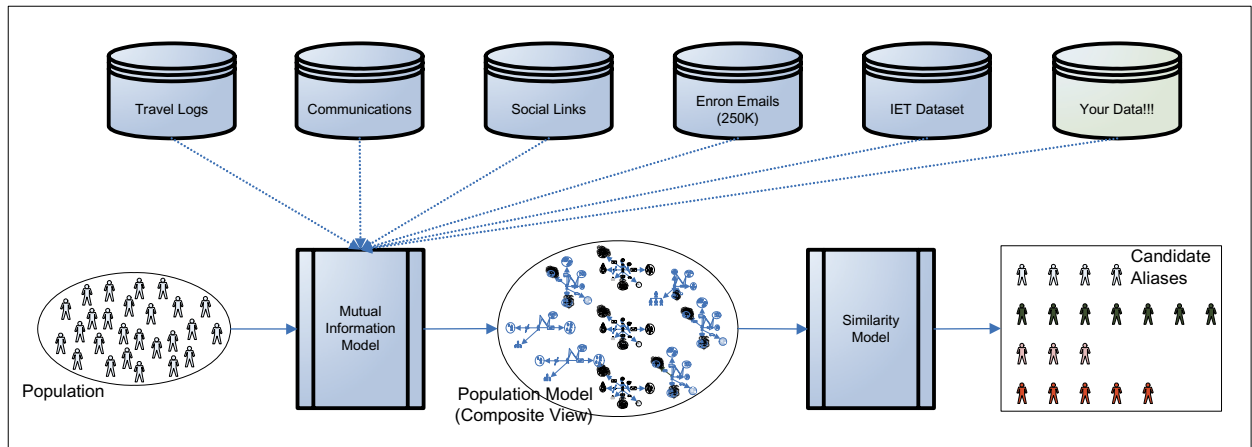 Travel Logs
Communications
Social Links
Enron Emails
(250K)
IET Dataset
Your Data!!!
Population
Mutual
Information
Model
Population Model
(Composite View)
Similarity
Model
Candidate
Aliases